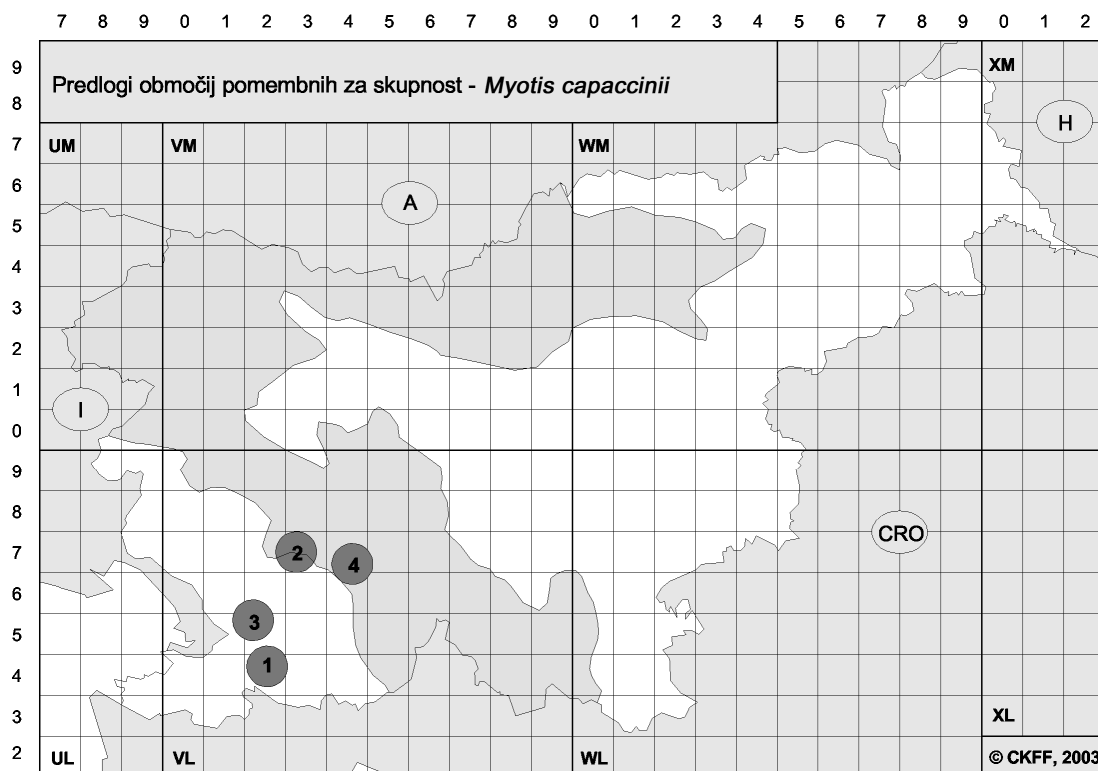 7 8 9 0 1 2 3 4 5 6 7 8 9 0 1 2 3 4 5 6 7 8 9 0 1 2
9
Predlogi območij pomembnih za skupnost - Myotis capaccinii
XM
8
H
7
UM VM WM
6
A
5
4
3
2
1
I
0
9
8
CRO
7
2 4
6
3
5
1
4
3
XL
2
UL VL WL
© CKFF, 2003